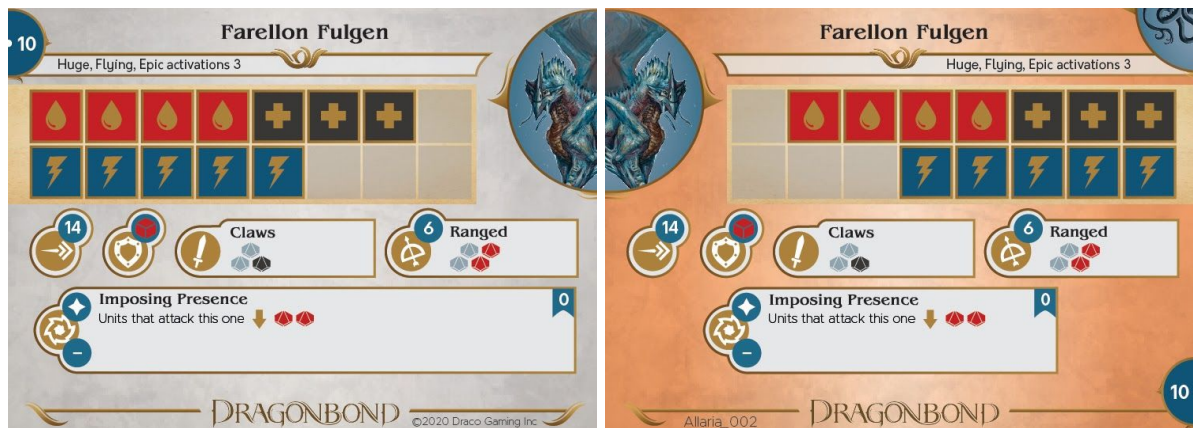 10
Farellon Fulgen
Huge, Flying, Epic activations 3
14
Claws
6
Ranged
Imposing Presence
0
Units that attack this one
DRAGONBOND
©2020 Draco Gaming Inc
Farellon Fulgen
Huge, Flying, Epic activations 3
14
Claws
6
Ranged
Imposing Presence
0
Units that attack this one
10
Allaria_002
DRAGONBOND